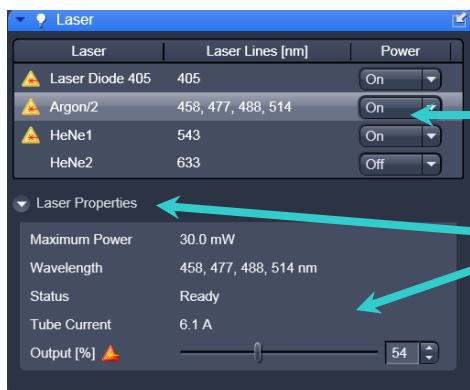 Laser
Laser Laser Lines [nm] Power
Laser Diode 405 405 On
Argon/2 458, 477, 488, 514 On
HeNe1 543 On
HeNe2 633 Off
Laser Properties
Maximum Power 30.0 mW
Wavelength 458, 477, 488, 514 nm
Status Ready
Tube Current 6.1 A
Output [%] 54